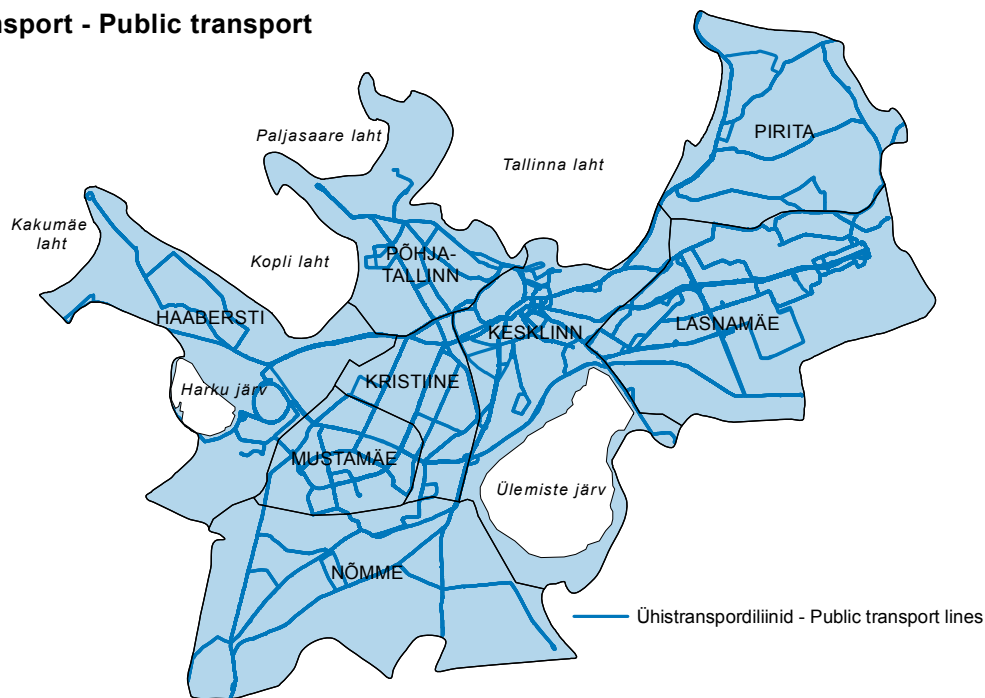 nsport - Public transport
PIRITA
Paljasaare laht
Tallinna laht
Kakumäe
laht
Kopli laht
PÕHJA-
TALLINN
HAABERSTI
KESKLINN
LASNAMÄE
KRISTIINE
Harku järv
MUSTAMÄE
Ülemiste järv
NÕMME
Ühistranspordiliinid - Public transport lines